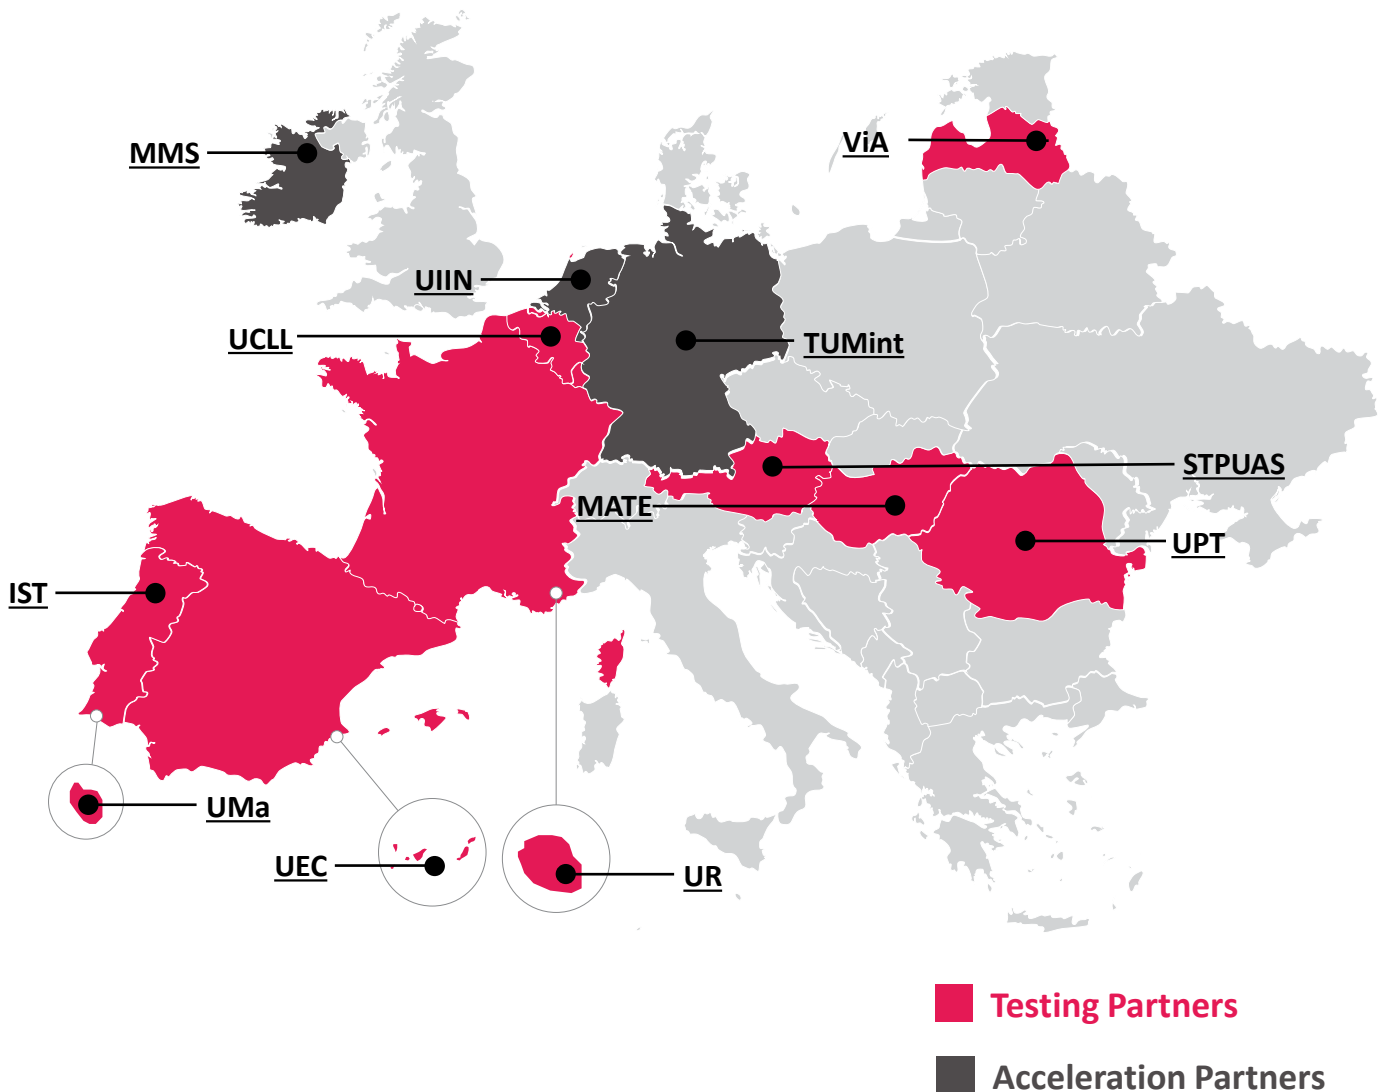 MMS
ViA
UIIN
UCLL
TUMint
STPUAS
MATE
UPT
IST
UMa
UEC
UR
Testing Partners
Acceleration Partners